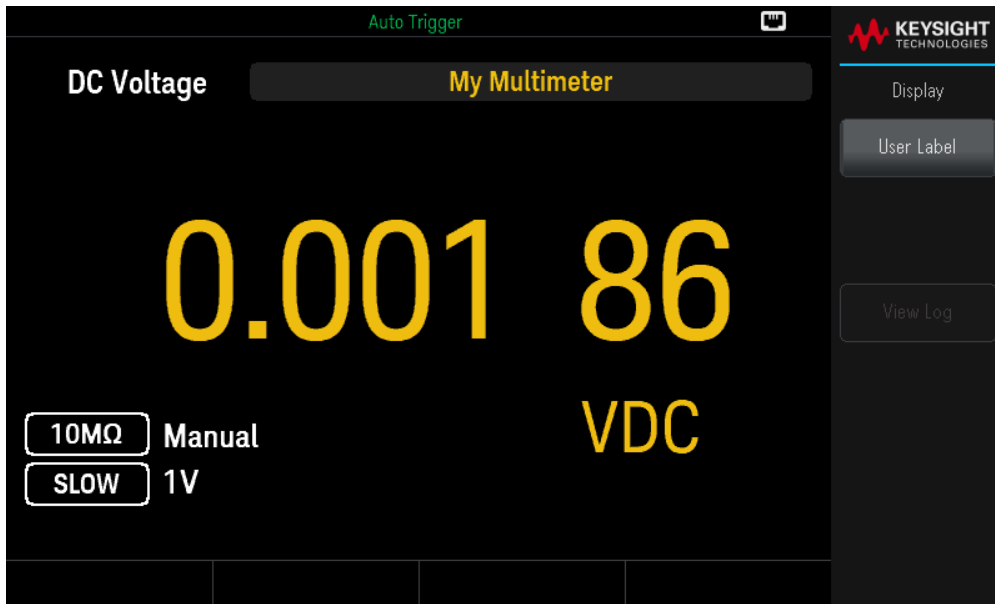 Auto Trigger
KEYSIGHT
TECHNOLOGIES
DC Voltage
My Multimeter
Display
User Label
0.001 86
View Log
VDC
10MΩ Manual
SLOW 1V